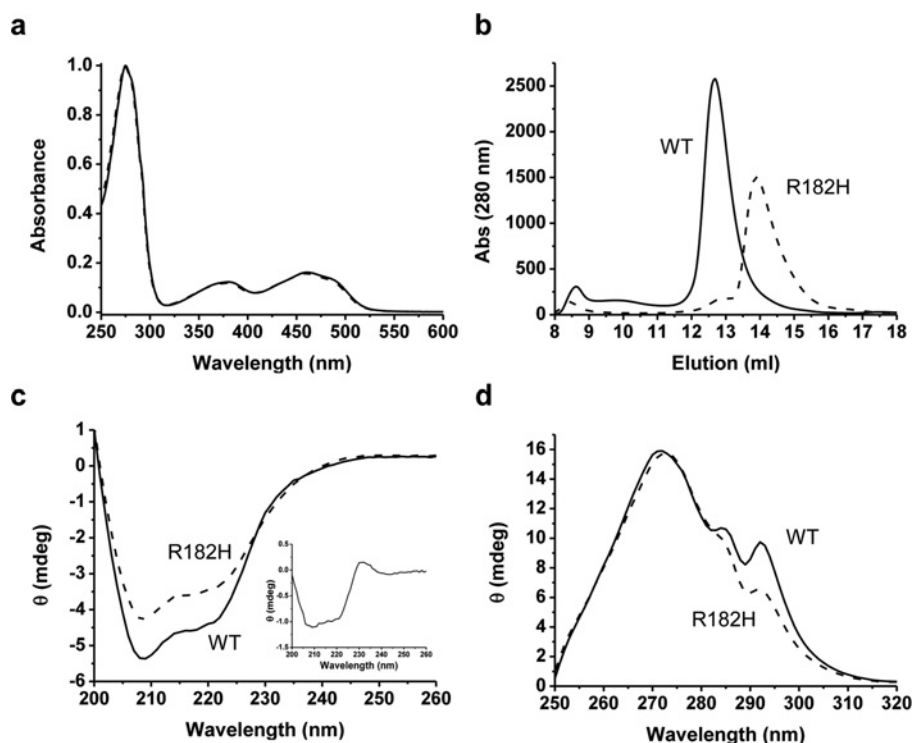 a
Absorbance
1.0
0.8
0.6
0.4
0.2
0.0
250 300 350 400 450 500 550 600
Wavelength (nm)
b
Abs (280 nm)
2500
2000
1500
1000
500
0
WT
R182H
8 9 10 11 12 13 14 15 16 17 18
Elution (ml)
c
θ (mdeg)
1
0
-1
-2
-3
-4
-5
-6
R182H
WT
200 210 220 230 240 250 260
Wavelength (nm)
θ (mdeg)
0.5
0.0
-0.5
-1.0
-1.5
200 210 220 230 240 250 260
Wavelength (nm)
d
θ (mdeg)
16
14
12
10
8
6
4
2
0
WT
R182H
250 260 270 280 290 300 310 320
Wavelength (nm)